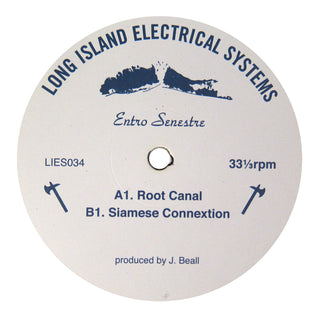 LONG ISLAND ELECTRICAL SYSTEMS
Entro Senestre
LIES034
33⅓rpm
A1. Root Canal
B1. Siamese Connextion
produced by J. Beall